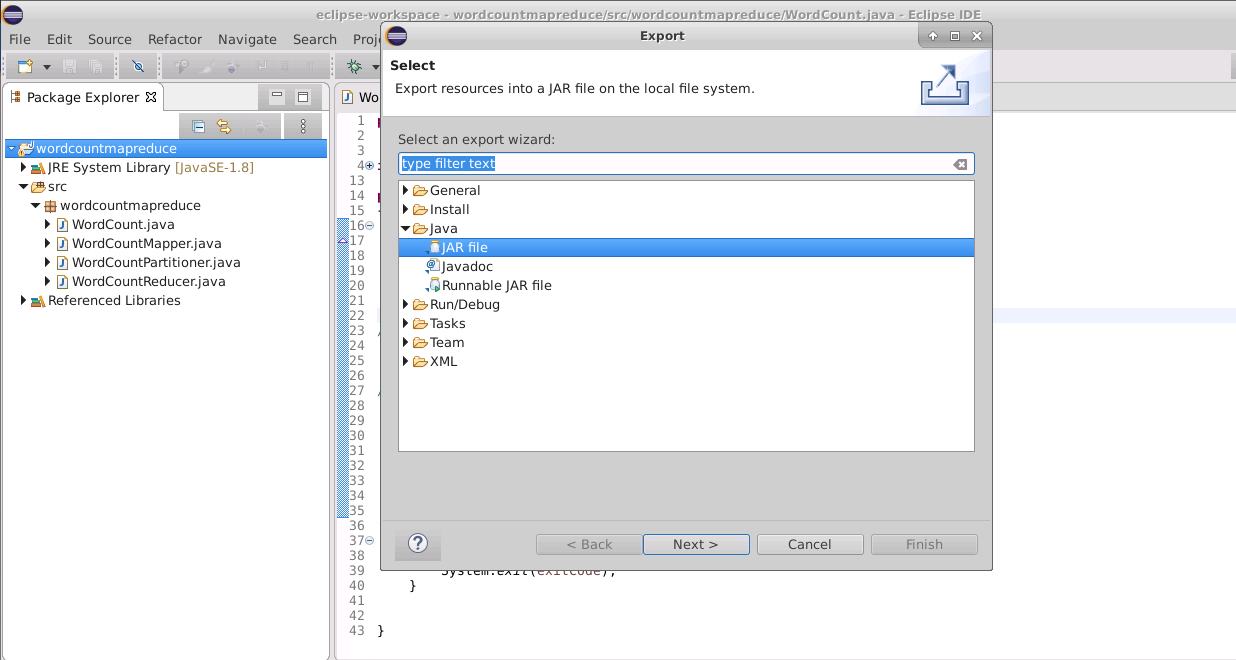 eclipse-workspace - wordcountmapreduce/src/wordcountmapreduce/WordCount.java - Eclipse IDE
File Edit Source Refactor Navigate Search
Export
Select
Export resources into a JAR file on the local file system.
Select an export wizard:
type filter text
General
Install
Java
JAR file
Javadoc
Runnable JAR file
Run/Debug
Tasks
Team
XML
?
< Back
Next >
Cancel
Finish
Package Explorer
wordcountmapreduce
JRE System Library [JavaSE-1.8]
src
wordcountmapreduce
WordCount.java
WordCountMapper.java
WordCountPartitioner.java
WordCountReducer.java
Referenced Libraries
1
2
3
4
13
14
15
16
17
18
19
20
21
22
23
24
25
26
27
28
29
30
31
32
33
34
35
36
37
38
39 System.exit(exitCode);
40 }
41
42
43 }